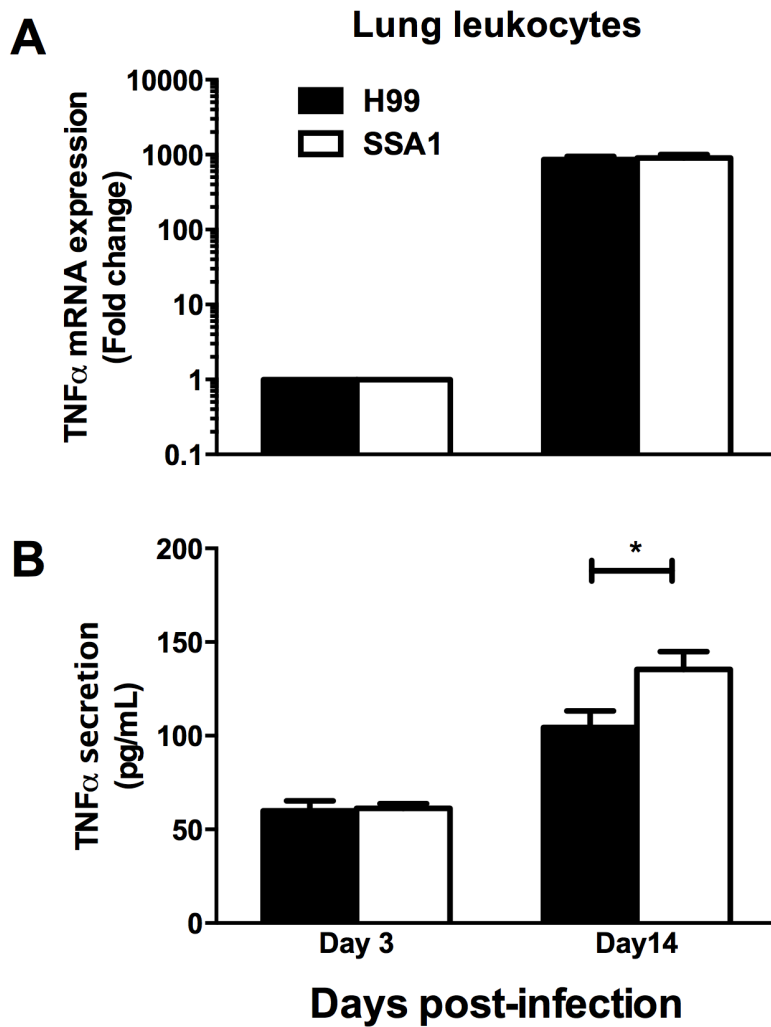 A
Lung leukocytes
TNFα mRNA expression
(Fold change)
10000
1000
100
10
1
0.1
H99
SSA1
B
TNFα secretion
(pg/mL)
200
150
100
50
0
*
Day 3
Day14
Days post-infection